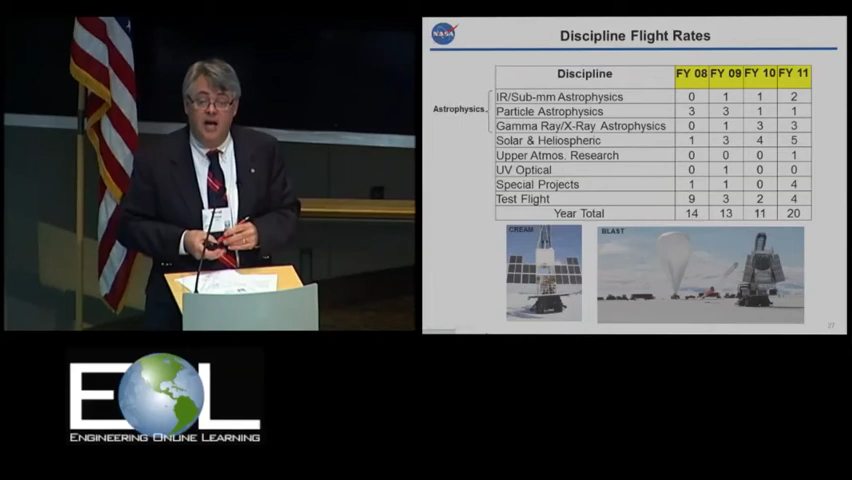 NASA
Discipline Flight Rates
Discipline FY 08 FY 09 FY 10 FY 11
Astrophysics
IR/Sub-mm Astrophysics 0 1 1 2
Particle Astrophysics 3 3 1 1
Gamma Ray/X-Ray Astrophysics 0 1 3 3
Solar & Heliospheric 1 3 4 5
Upper Atmos. Research 0 0 0 1
UV Optical 0 1 0 0
Special Projects 1 1 0 4
Test Flight 9 3 2 4
Year Total 14 13 11 20
CREAM BLAST
27
EOL
ENGINEERING ONLINE LEARNING